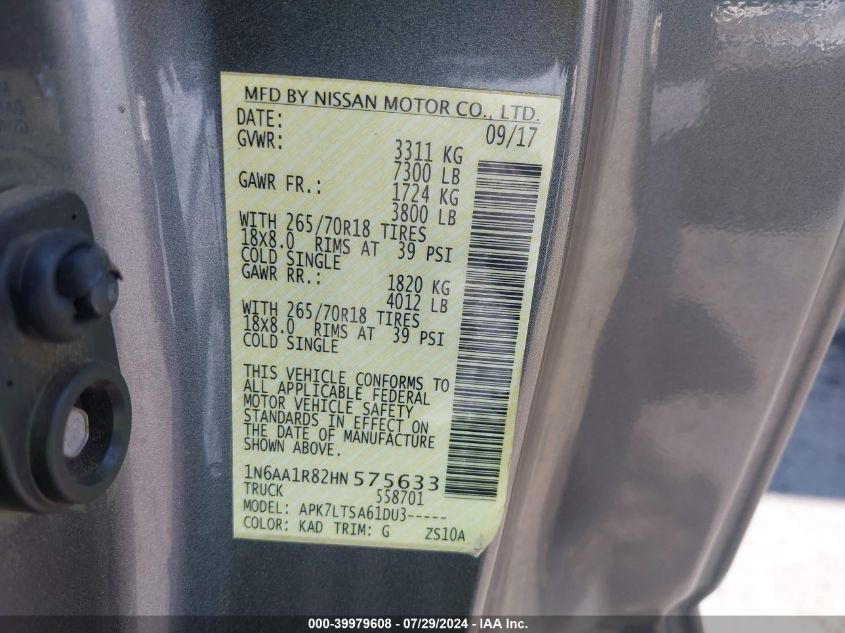 MFD BY NISSAN MOTOR CO., LTD.
DATE: 09/17
GVWR: 3311 KG
7300 LB
GAWR FR.: 1724 KG
3800 LB
WITH 265/70R18 TIRES
18X8.0 RIMS AT 39 PSI
COLD SINGLE
GAWR RR.: 1820 KG
4012 LB
WITH 265/70R18 TIRES
18X8.0 RIMS AT 39 PSI
COLD SINGLE
THIS VEHICLE CONFORMS TO
ALL APPLICABLE FEDERAL
MOTOR VEHICLE SAFETY
STANDARDS IN EFFECT ON
THE DATE OF MANUFACTURE
SHOWN ABOVE.
1N6AA1R82HN 575633
TRUCK 558701
MODEL: APK7LTSA61DU3-----
COLOR: KAD TRIM: G ZS10A
000-39979608 - 07/29/2024 - IAA Inc.